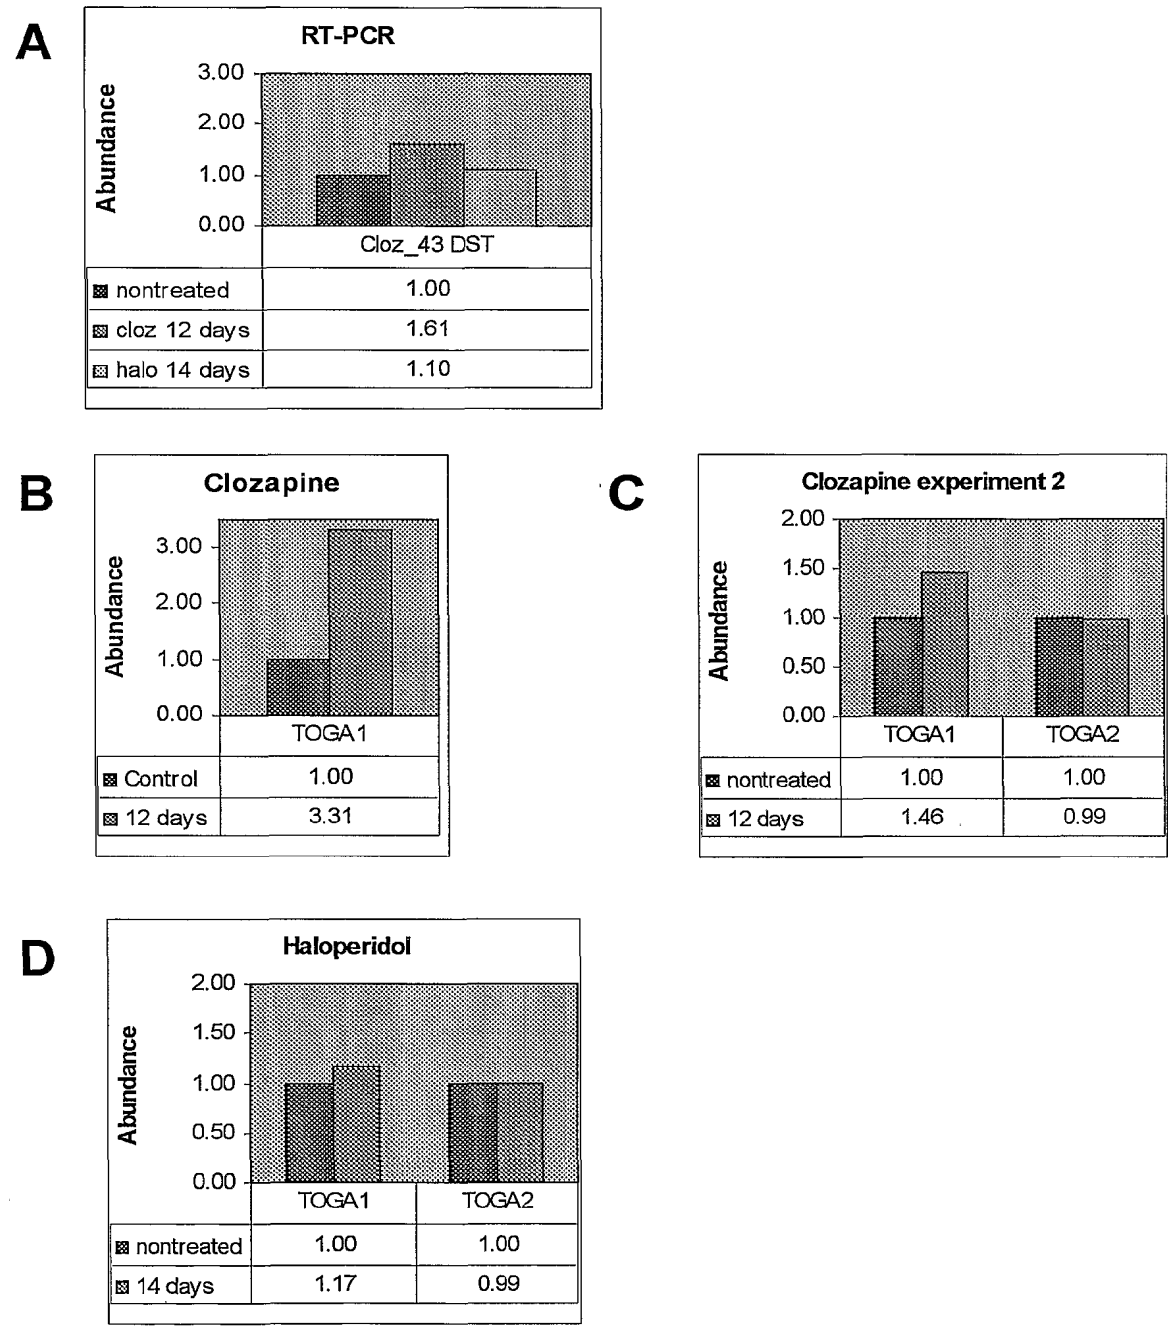 A
RT-PCR
Abundance
3.00
2.00
1.00
0.00
Cloz_43 DST
nontreated 1.00
cloz 12 days 1.61
halo 14 days 1.10
B
Clozapine
Abundance
3.00
2.00
1.00
0.00
TOGA1
Control 1.00
12 days 3.31
C
Clozapine experiment 2
Abundance
2.00
1.50
1.00
0.50
0.00
TOGA1 TOGA2
nontreated 1.00 1.00
12 days 1.46 0.99
D
Haloperidol
Abundance
2.00
1.50
1.00
0.50
0.00
TOGA1 TOGA2
nontreated 1.00 1.00
14 days 1.17 0.99